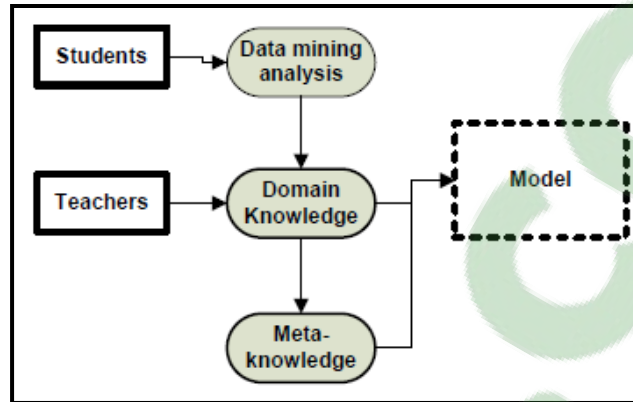 Students
Data mining
analysis
Teachers
Domain
Knowledge
Model
Meta-
knowledge